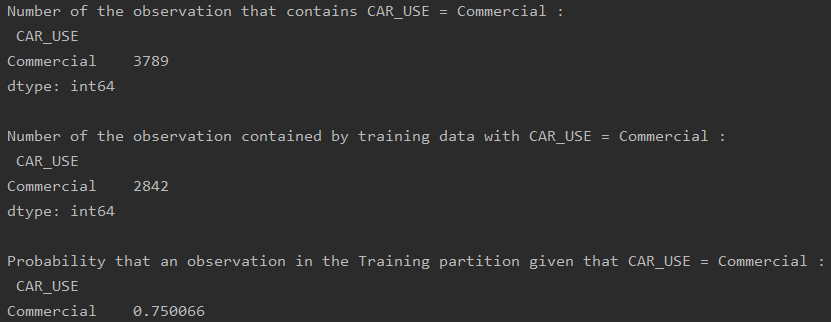 Number of the observation that contains CAR_USE = Commercial :
CAR_USE
Commercial    3789
dtype: int64
Number of the observation contained by training data with CAR_USE = Commercial :
CAR_USE
Commercial    2842
dtype: int64
Probability that an observation in the Training partition given that CAR_USE = Commercial :
CAR_USE
Commercial    0.750066